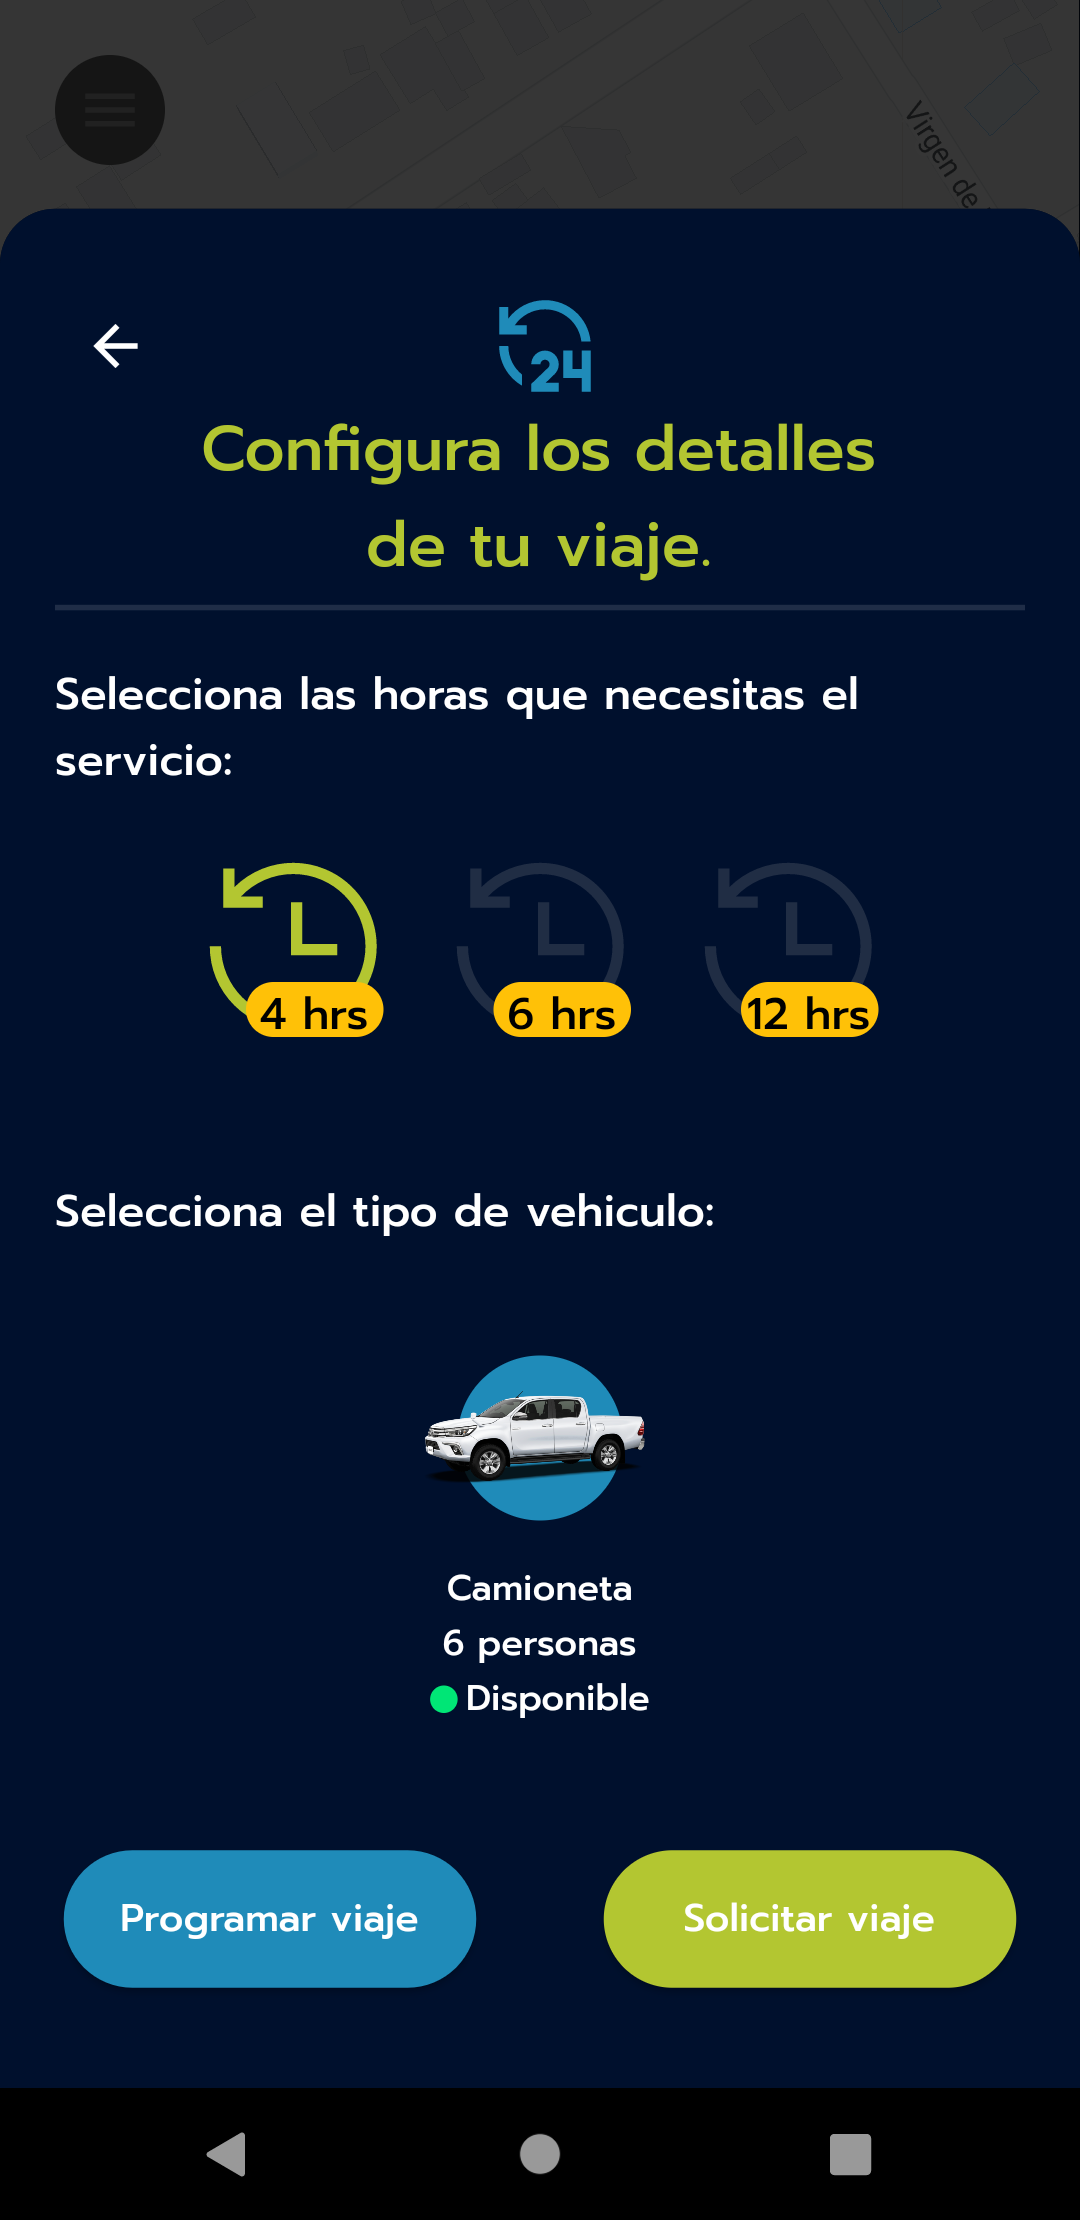 Virgen de
24
Configura los detalles
de tu viaje.
Selecciona las horas que necesitas el
servicio:
4 hrs
6 hrs
12 hrs
Selecciona el tipo de vehiculo:
Camioneta
6 personas
Disponible
Programar viaje
Solicitar viaje